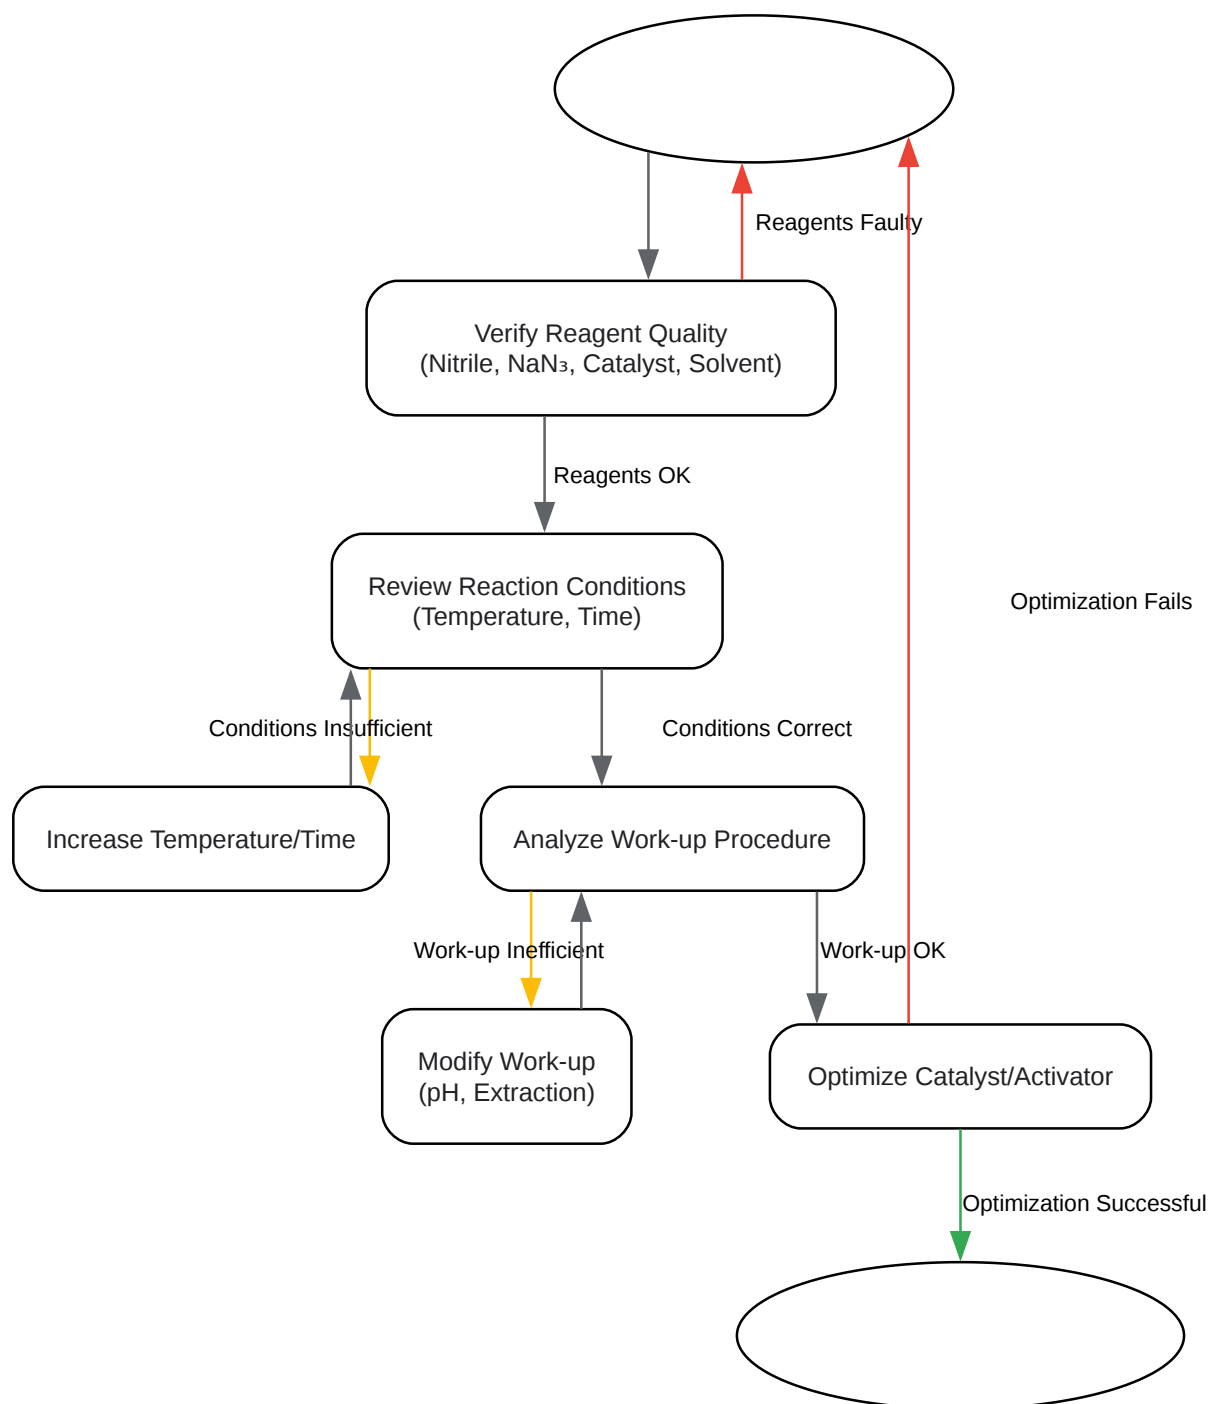 Reagents Faulty
Verify Reagent Quality
(Nitrile, NaN₃, Catalyst, Solvent)
Reagents OK
Review Reaction Conditions
(Temperature, Time)
Optimization Fails
Conditions Insufficient
Conditions Correct
Increase Temperature/Time
Analyze Work-up Procedure
Work-up Inefficient
Work-up OK
Modify Work-up
(pH, Extraction)
Optimize Catalyst/Activator
Optimization Successful